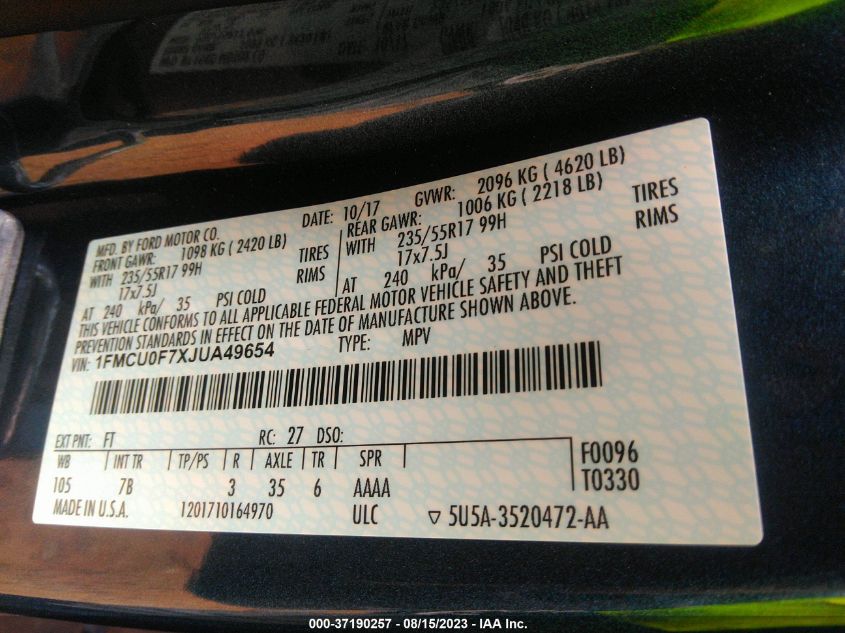 MFD. BY FORD MOTOR CO.
DATE: 10/17 GVWR: 2096 KG ( 4620 LB)
FRONT GAWR: 1098 KG ( 2420 LB)
REAR GAWR: 1006 KG ( 2218 LB)
WITH 235/55R17 99H TIRES
WITH 235/55R17 99H TIRES
17x7.5J RIMS
17x7.5J RIMS
AT 240 kPa/ 35 PSI COLD
AT 240 kPa/ 35 PSI COLD
THIS VEHICLE CONFORMS TO ALL APPLICABLE FEDERAL MOTOR VEHICLE SAFETY AND THEFT
PREVENTION STANDARDS IN EFFECT ON THE DATE OF MANUFACTURE SHOWN ABOVE.
VIN: 1FMCU0F7XJUA49654 TYPE: MPV
EXT PNT: FT RC: 27 DSO:
WB INT TR TP/PS R AXLE TR SPR F0096
105 7B 3 35 6 AAAA T0330
MADE IN U.S.A. 1201710164970 ULC ▽ 5U5A-3520472-AA
000-37190257 - 08/15/2023 - IAA Inc.